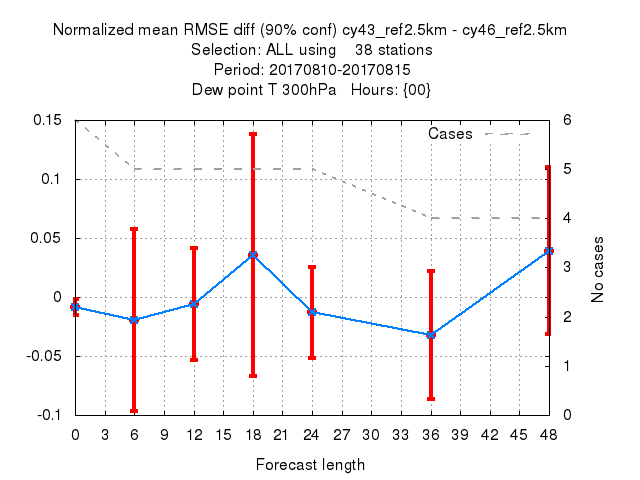 Normalized mean RMSE diff (90% conf) cy43_ref2.5km - cy46_ref2.5km
Selection: ALL using    38 stations
Period: 20170810-20170815
Dew point T 300hPa   Hours: {00}
Cases
0.15
0.1
0.05
0
-0.05
-0.1
6
5
4
3
2
1
0
No cases
0 3 6 9 12 15 18 21 24 27 30 33 36 39 42 45 48
Forecast length